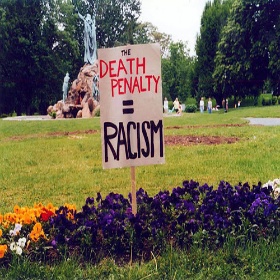 THE
DEATH
PENALTY
=
RACISM